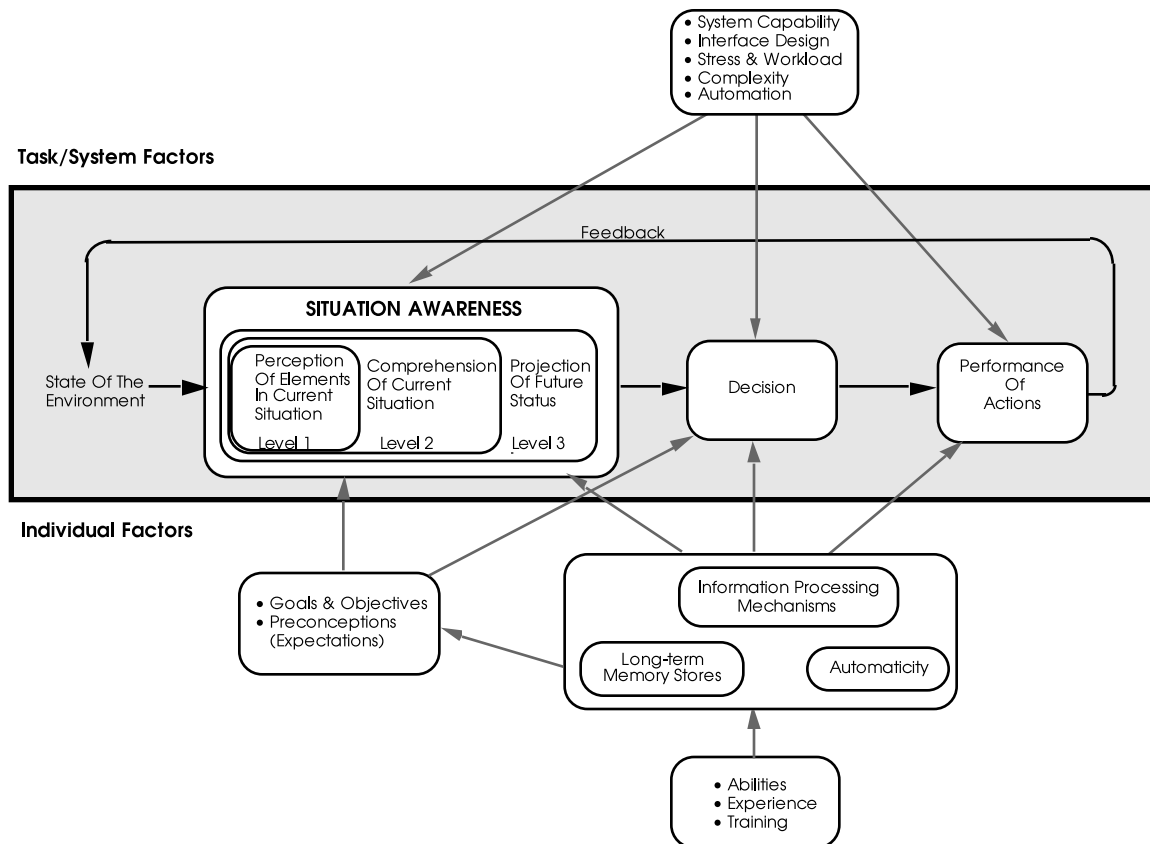 • System Capability
• Interface Design
• Stress & Workload
• Complexity
• Automation
Task/System Factors
Feedback
SITUATION AWARENESS
Perception
Of Elements
In Current
Situation
Level 1
Comprehension
Of Current
Situation
Level 2
Projection
Of Future
Status
Level 3
State Of The
Environment
Decision
Performance
Of
Actions
Individual Factors
• Goals & Objectives
• Preconceptions
(Expectations)
Information Processing
Mechanisms
Long-term
Memory Stores
Automaticity
• Abilities
• Experience
• Training